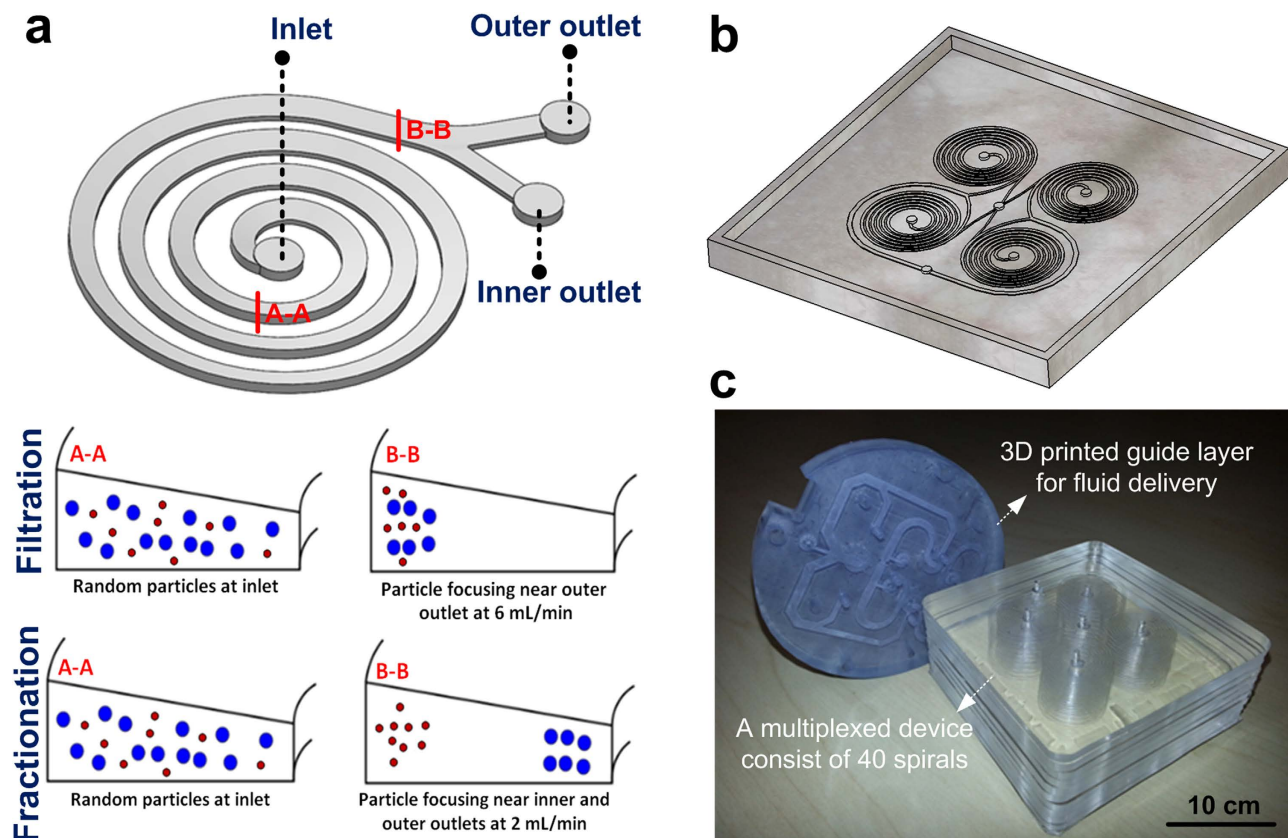 a
Inlet
Outer outlet
B-B
A-A
Inner outlet
b
Filtration
A-A
Random particles at inlet
B-B
Particle focusing near outer
outlet at 6 mL/min
Fractionation
A-A
Random particles at inlet
B-B
Particle focusing near inner and
outer outlets at 2 mL/min
c
3D printed guide layer
for fluid delivery
A multiplexed device
consist of 40 spirals
10 cm